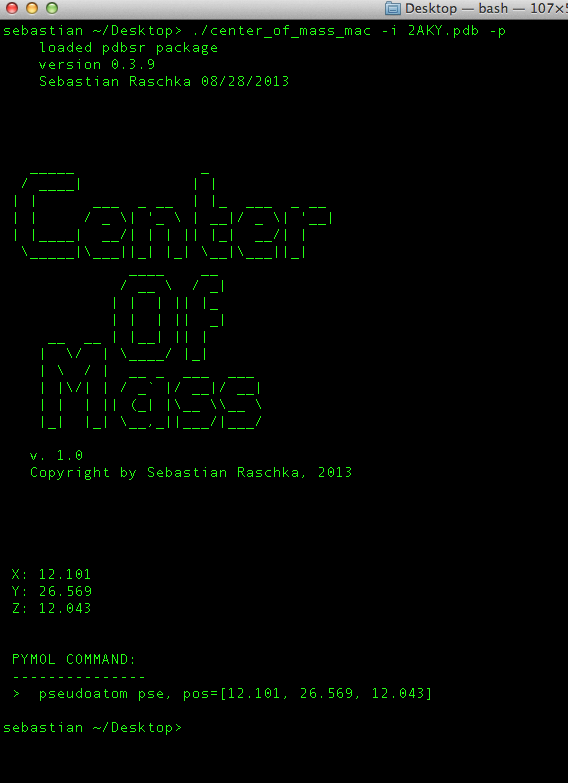 Desktop — bash — 107×5
sebastian ~/Desktop> ./center_of_mass_mac -i 2AKY.pdb -p
loaded pdbsr package
version 0.3.9
Sebastian Raschka 08/28/2013
Center
Of
Mass
v. 1.0
Copyright by Sebastian Raschka, 2013
X: 12.101
Y: 26.569
Z: 12.043
PYMOL COMMAND:
---------------
> pseudoatom pse, pos=[12.101, 26.569, 12.043]
sebastian ~/Desktop>